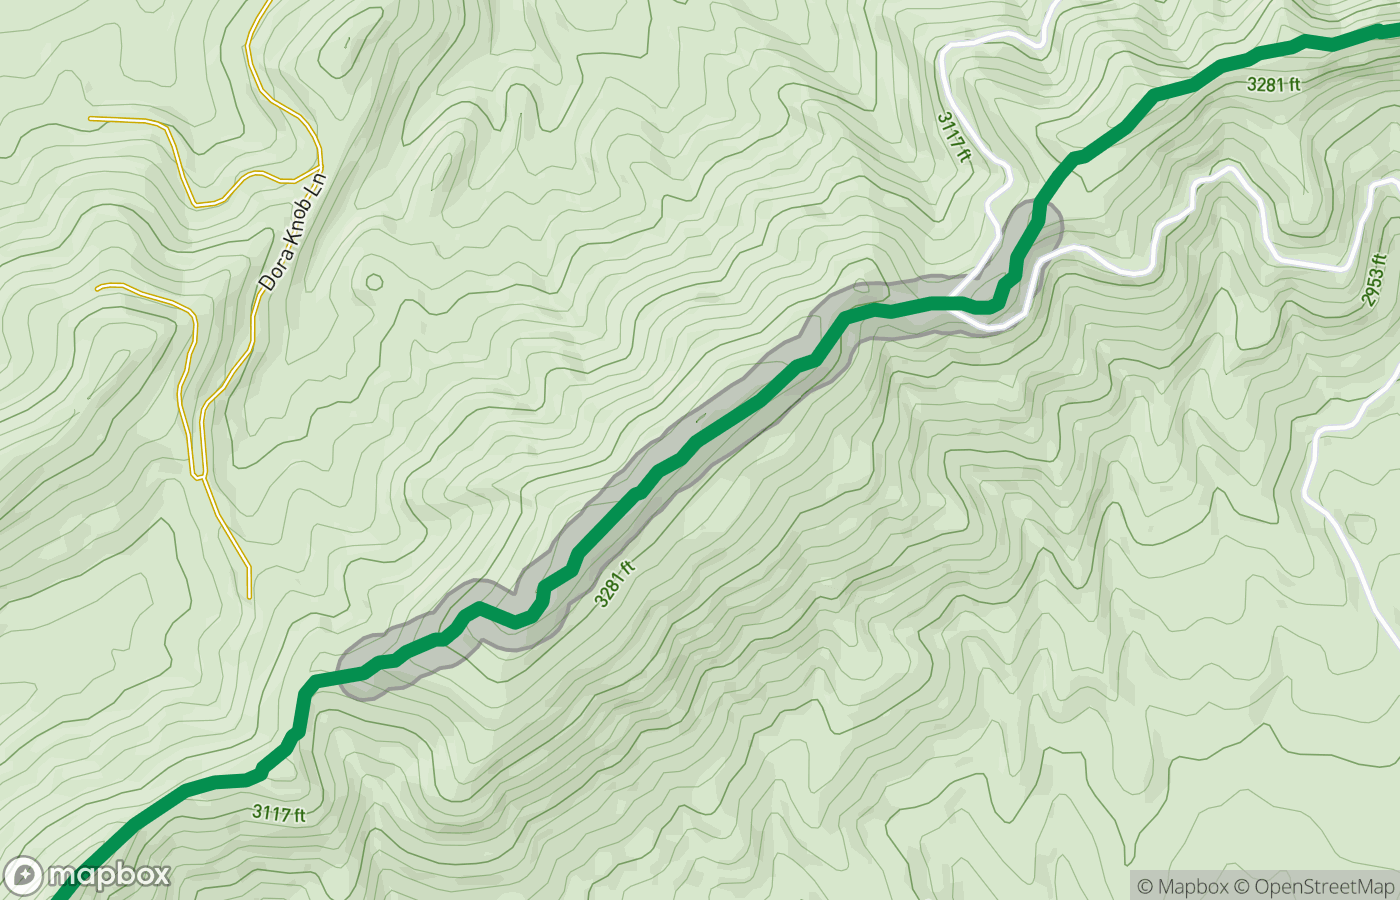 3281 ft
3117 ft
Dora Knob Ln
2953 ft
3281 ft
3117 ft
mapbox
© Mapbox © OpenStreetMap